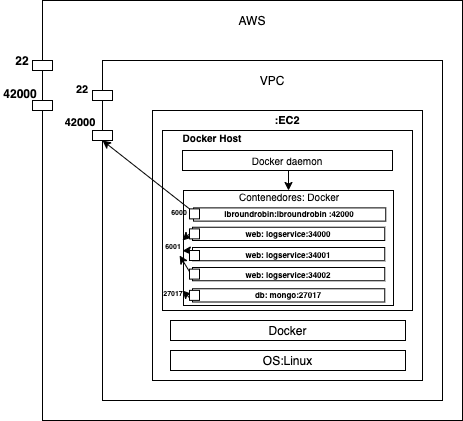 AWS
22
42000
VPC
22
42000
:EC2
Docker Host
Docker daemon
Contenedores: Docker
6000
lbroundrobin:lbroundrobin :42000
web: logservice:34000
6001
web: logservice:34001
web: logservice:34002
27017
db: mongo:27017
Docker
OS:Linux